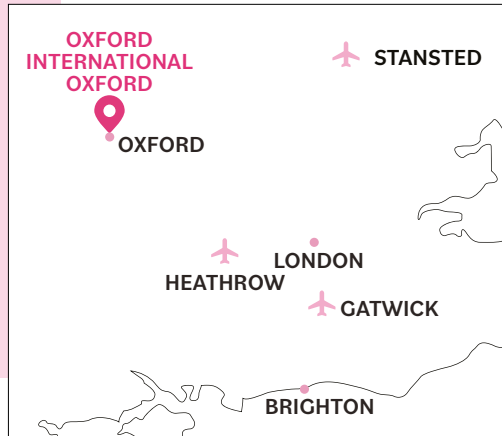 OXFORD
INTERNATIONAL
OXFORD
STANSTED
OXFORD
LONDON
HEATHROW
GATWICK
BRIGHTON